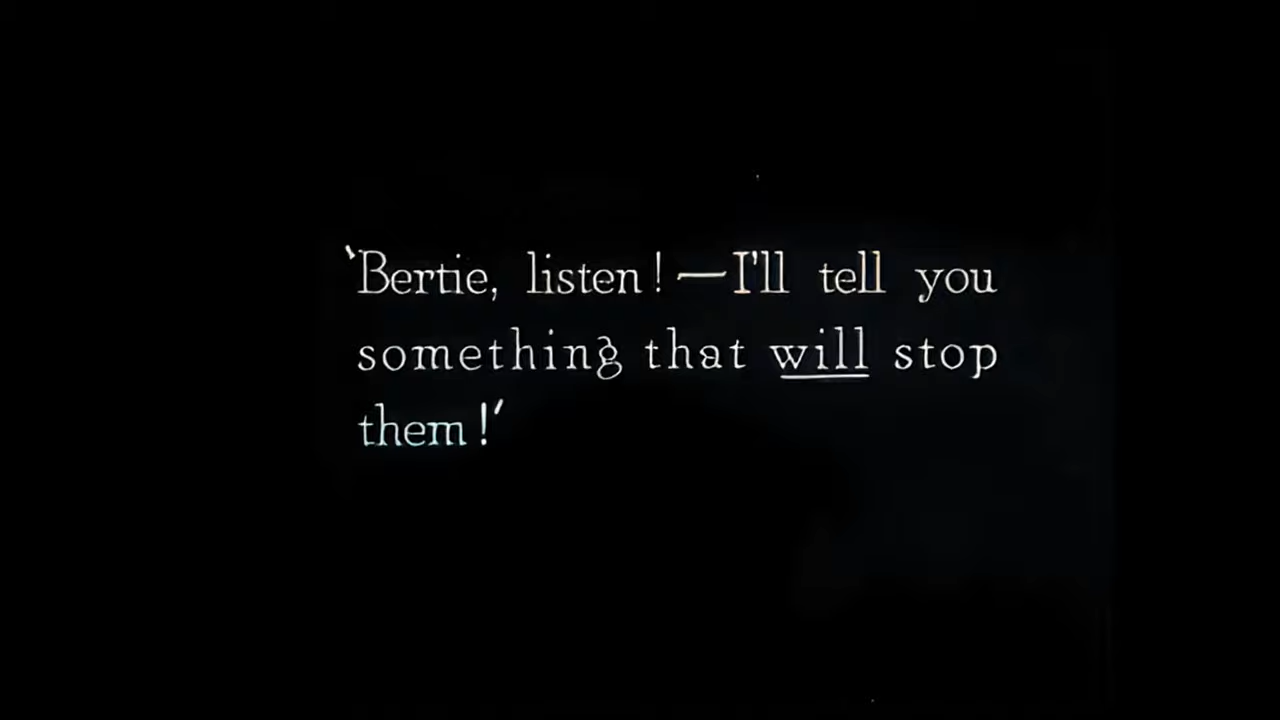 ‘Bertie, listen!—I'll tell you
something that will stop
them!’